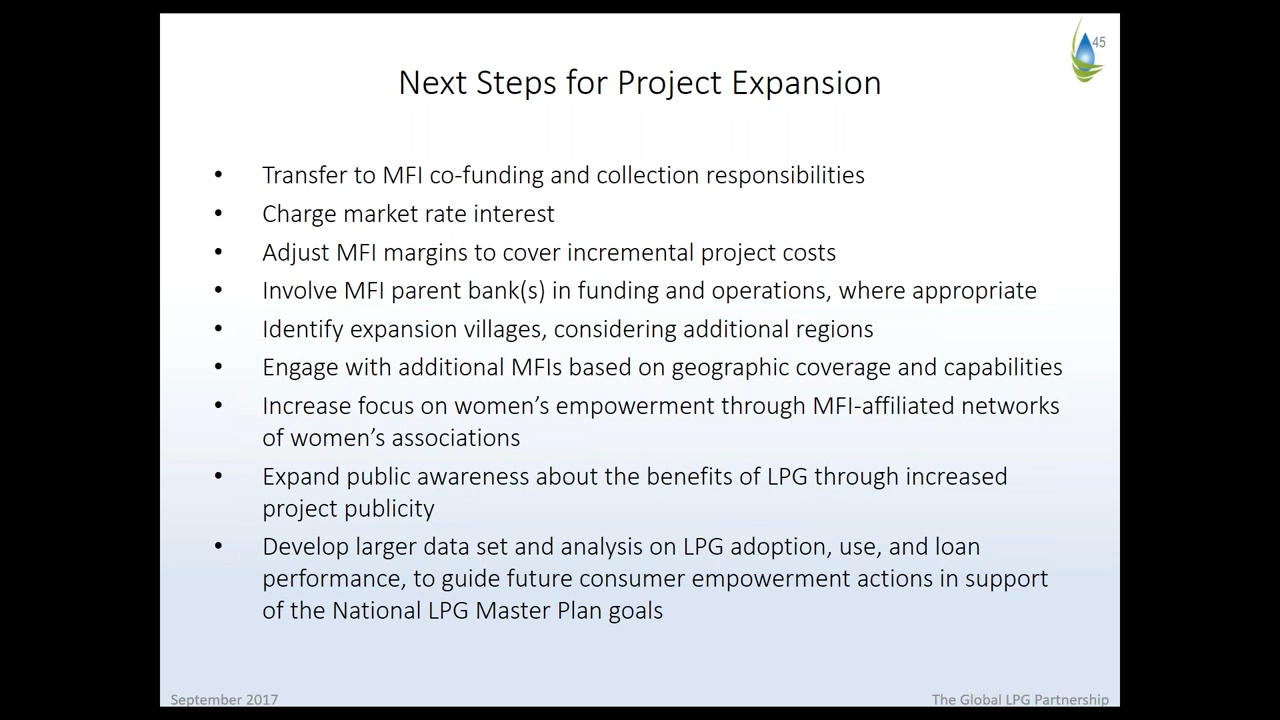 45
Next Steps for Project Expansion
• Transfer to MFI co-funding and collection responsibilities
• Charge market rate interest
• Adjust MFI margins to cover incremental project costs
• Involve MFI parent bank(s) in funding and operations, where appropriate
• Identify expansion villages, considering additional regions
• Engage with additional MFIs based on geographic coverage and capabilities
• Increase focus on women’s empowerment through MFI-affiliated networks
of women’s associations
• Expand public awareness about the benefits of LPG through increased
project publicity
• Develop larger data set and analysis on LPG adoption, use, and loan
performance, to guide future consumer empowerment actions in support
of the National LPG Master Plan goals
September 2017
The Global LPG Partnership